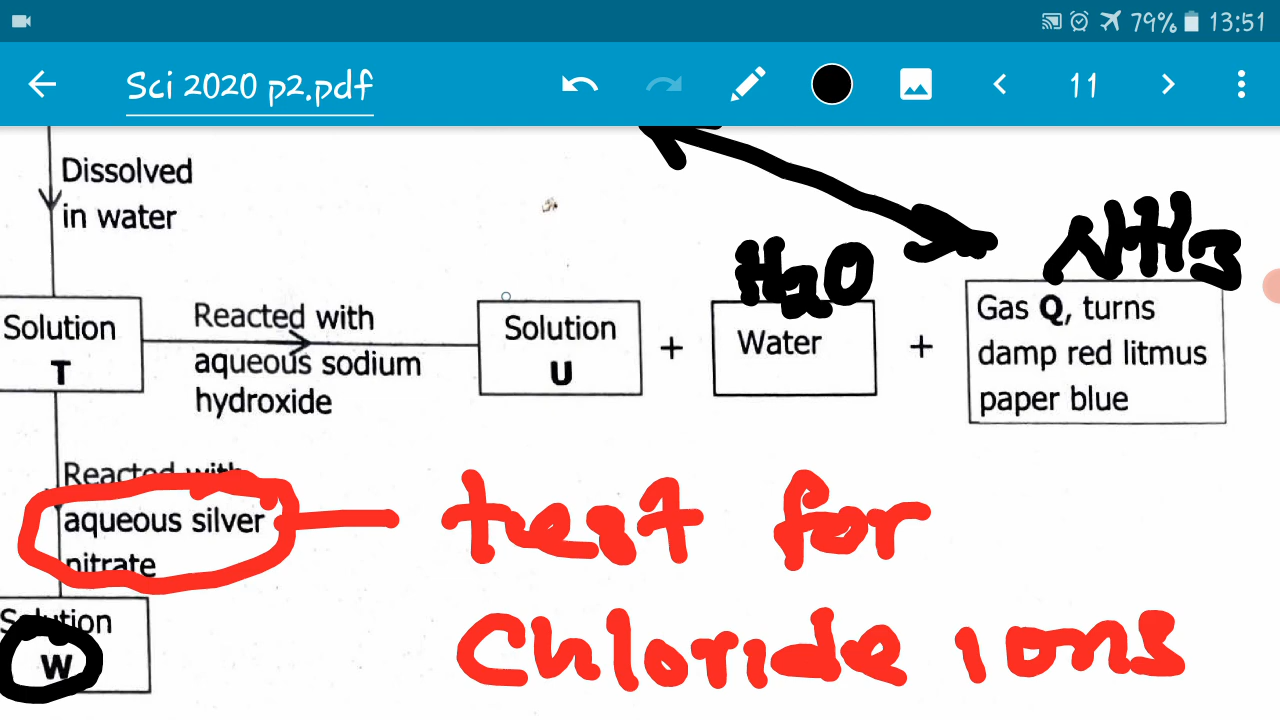 79% 13:51
Sci 2020 p2.pdf 11
Dissolved
in water
H2O
NH3
Solution
T
Reacted with
aqueous sodium
hydroxide
Solution
U
+
Water
+
Gas Q, turns
damp red litmus
paper blue
Reacted with
aqueous silver
nitrate
test for
Chloride ions
Solution
W